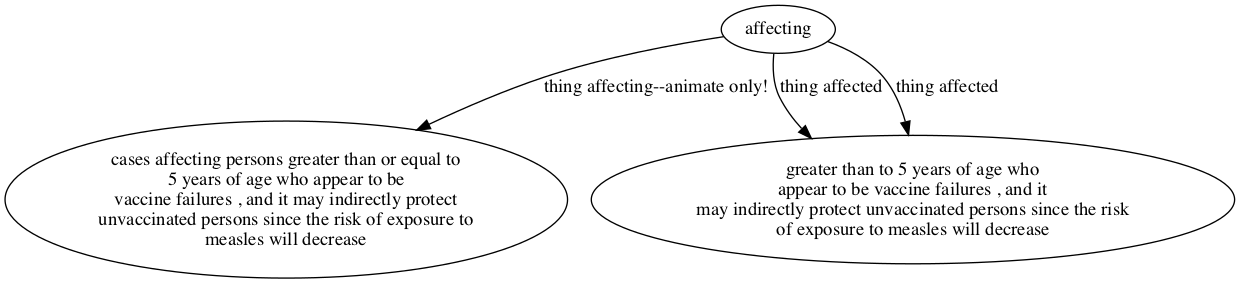 affecting
thing affecting--animate only!
thing affected
thing affected
cases affecting persons greater than or equal to
5 years of age who appear to be
vaccine failures , and it may indirectly protect
unvaccinated persons since the risk of exposure to
measles will decrease
greater than to 5 years of age who
appear to be vaccine failures , and it
may indirectly protect unvaccinated persons since the risk
of exposure to measles will decrease